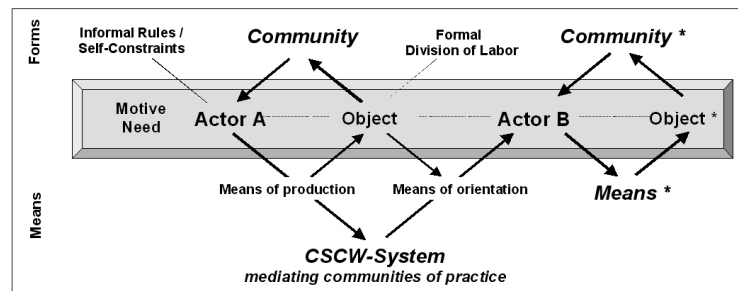 Forms
Informal Rules /
Self-Constraints
Community
Formal
Division of Labor
Community *
Motive
Need
Actor A
Object
Actor B
Object *
Means
Means of production
Means of orientation
Means *
CSCW-System
mediating communities of practice